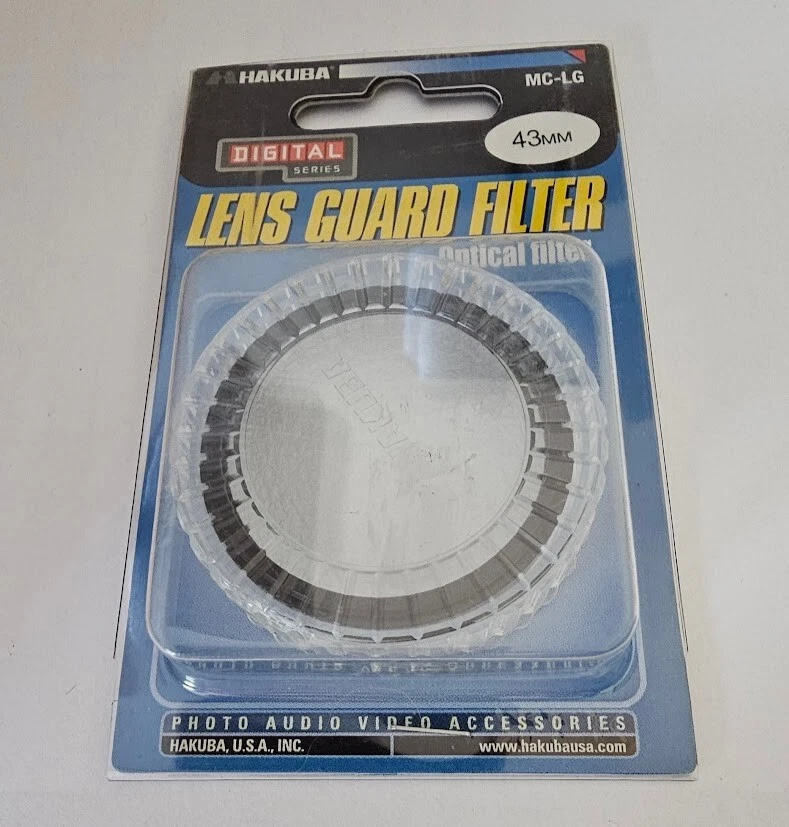 HAKUBA
MC-LG
43MM
DIGITAL
SERIES
LENS GUARD FILTER
Optical filter
HAKUBA
PHOTO AUDIO VIDEO ACCESSORIES
HAKUBA, U.S.A., INC.
www.hakubausa.com